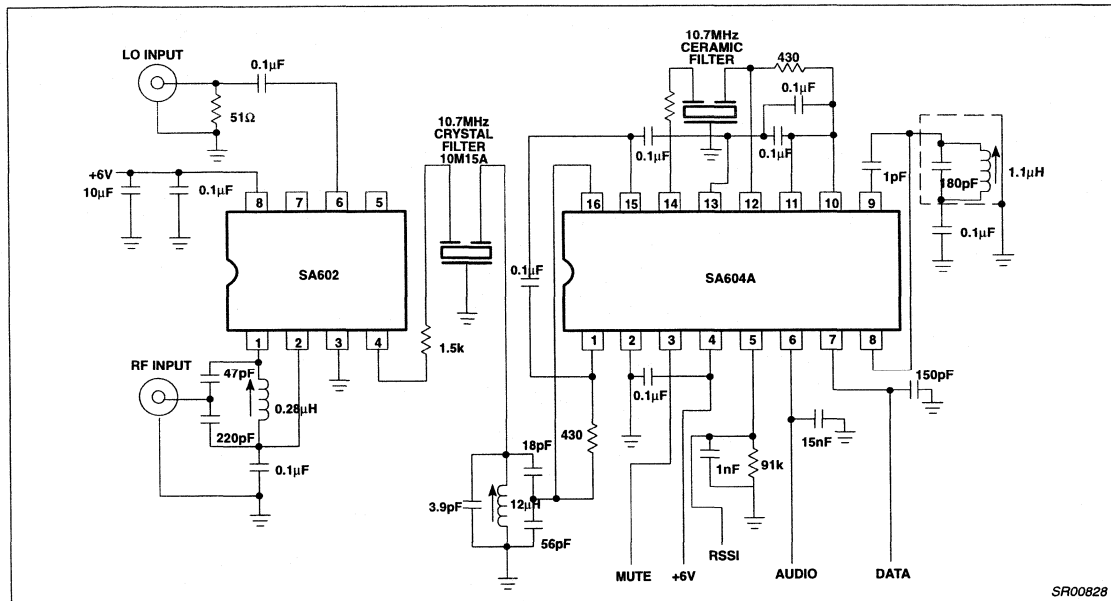 LO INPUT
0.1µF
51Ω
+6V
10µF
0.1µF
8
7
6
5
SA602
1
2
3
4
RF INPUT
47pF
0.28µH
220pF
0.1µF
10.7MHz
CRYSTAL
FILTER
10M15A
1.5k
10.7MHz
CERAMIC
FILTER
430
0.1µF
0.1µF
0.1µF
1pF
180pF
1.1µH
0.1µF
0.1µF
16
15
14
13
12
11
10
9
SA604A
1
2
3
4
5
6
7
8
430
0.1µF
1nF
91k
15nF
150pF
18pF
3.9pF
12µH
56pF
MUTE
+6V
RSSI
AUDIO
DATA
SR00828